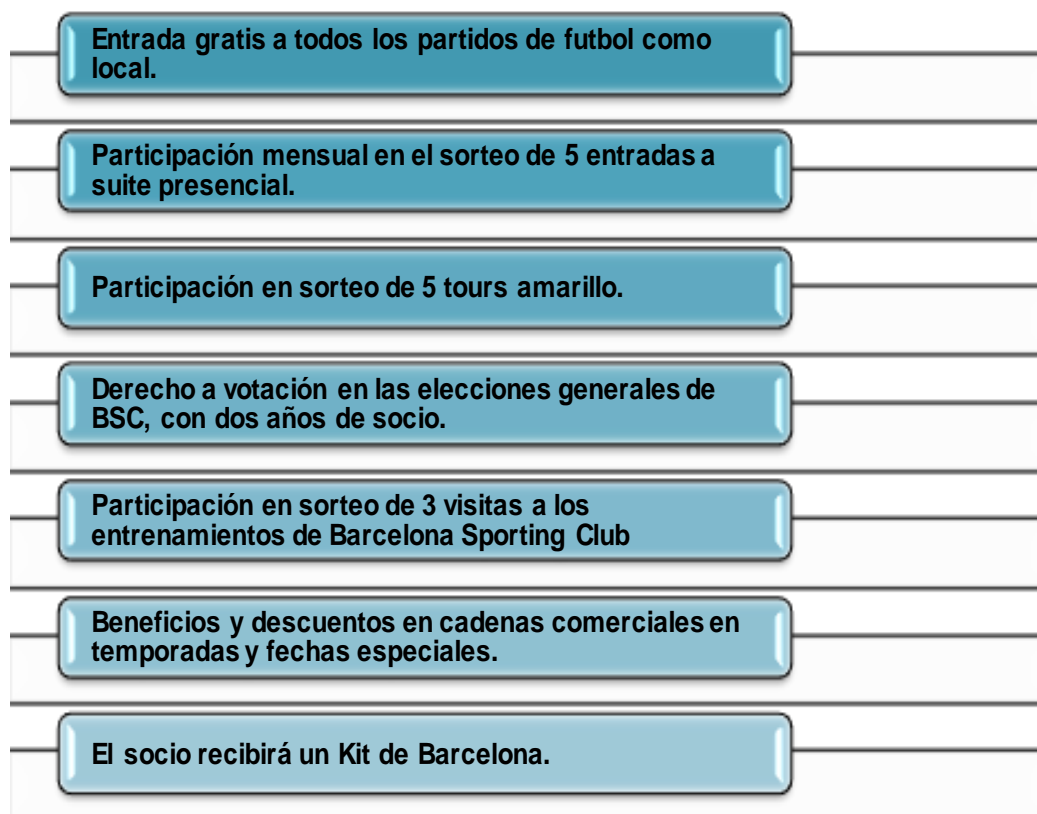 Entrada gratis a todos los partidos de futbol como
local.
Participación mensual en el sorteo de 5 entradas a
suite presencial.
Participación en sorteo de 5 tours amarillo.
Derecho a votación en las elecciones generales de
BSC, con dos años de socio.
Participación en sorteo de 3 visitas a los
entrenamientos de Barcelona Sporting Club
Beneficios y descuentos en cadenas comerciales en
temporadas y fechas especiales.
El socio recibirá un Kit de Barcelona.